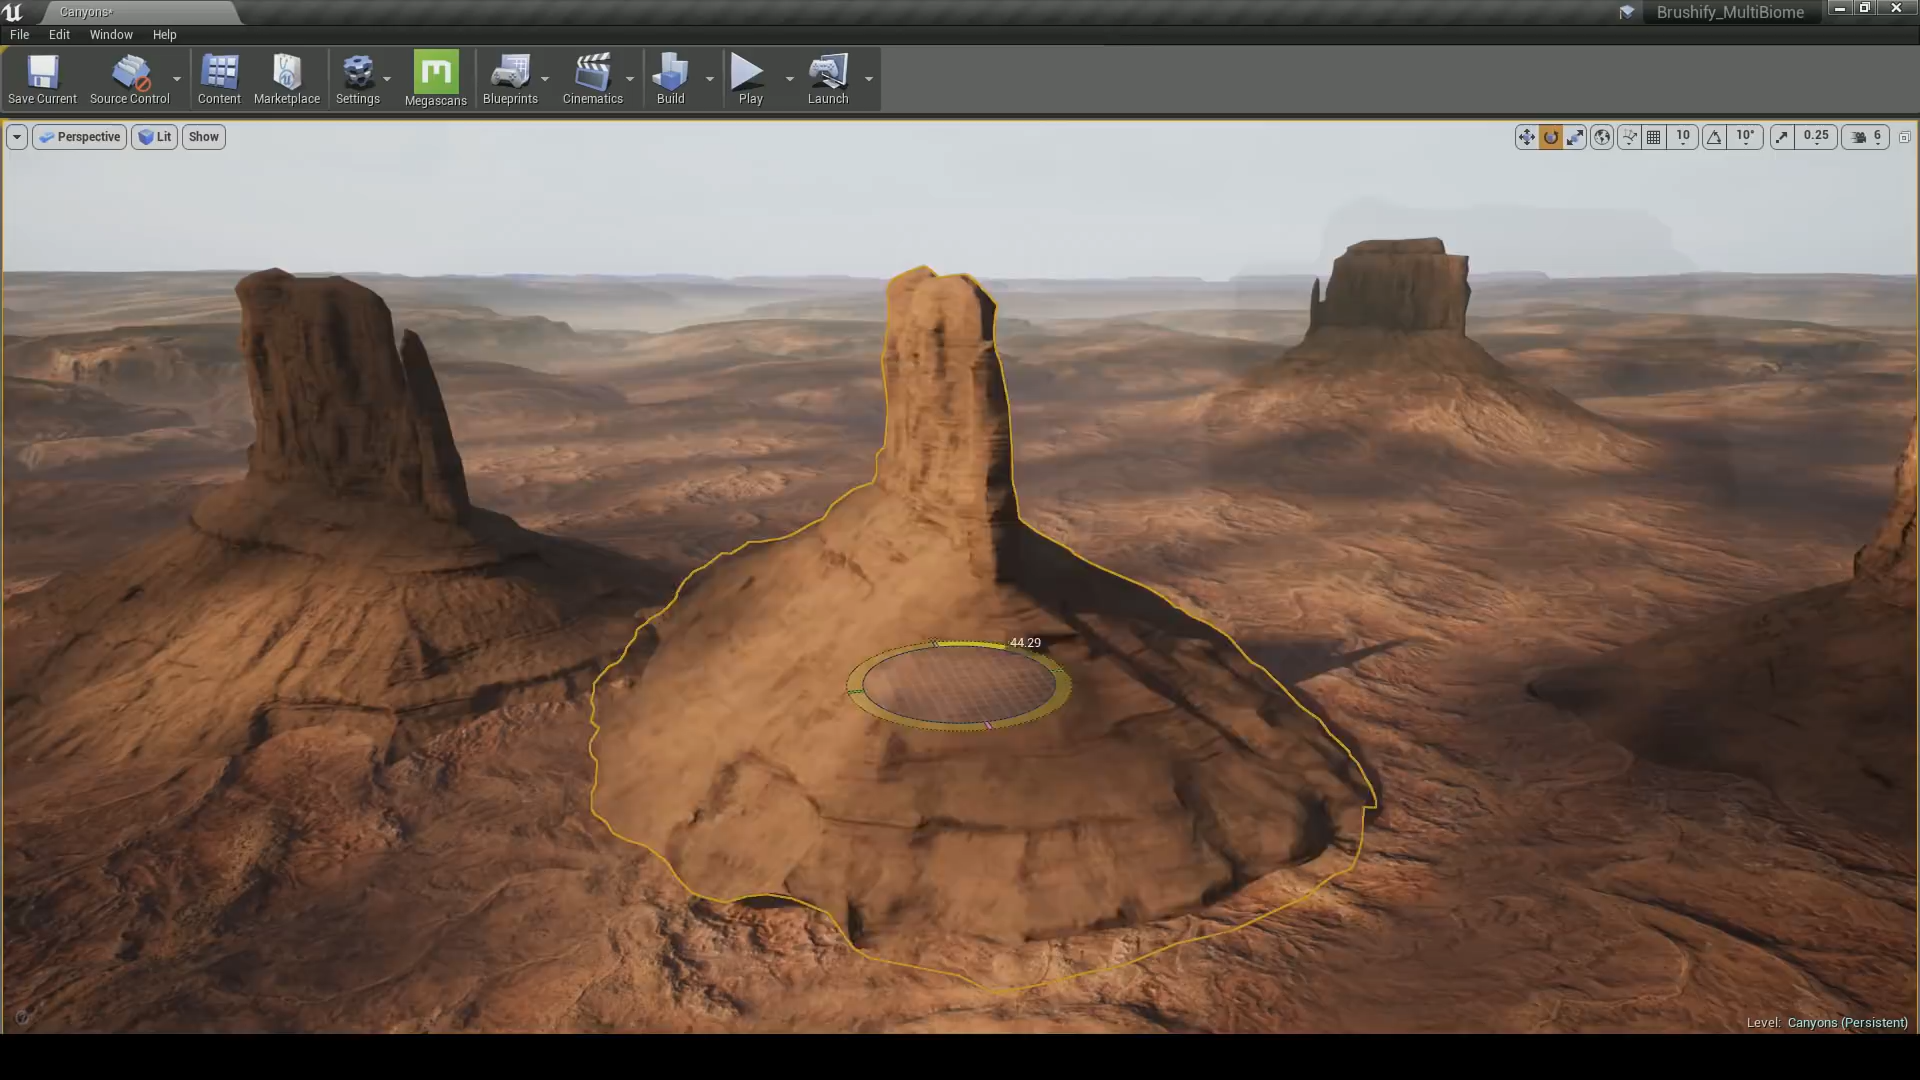 Canyons*
Brushify_MultiBiome
File Edit Window Help
Save Current Source Control Content Marketplace Settings Megascans Blueprints Cinematics Build Play Launch
Perspective Lit Show 10 10° 0.25 6
44.29
Level: Canyons (Persistent)